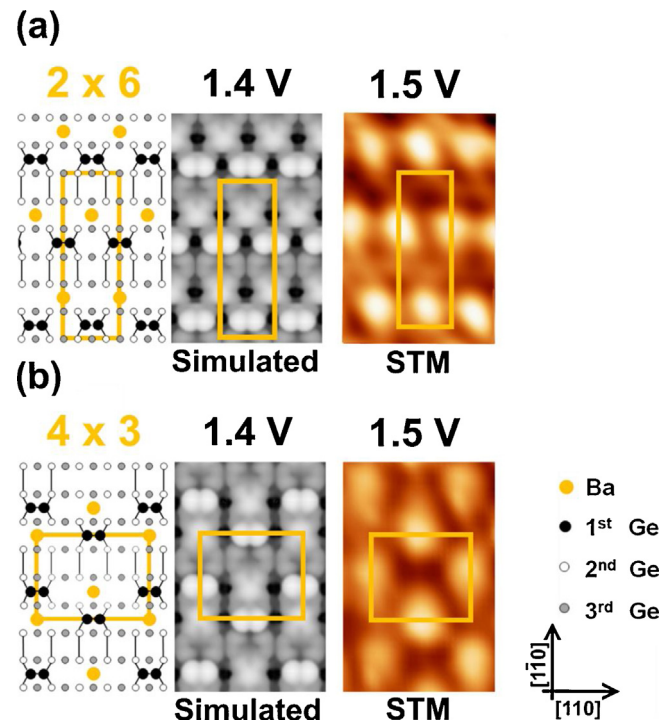 (a)
2 x 6 1.4 V 1.5 V
Simulated STM
(b)
4 x 3 1.4 V 1.5 V
Ba
1st Ge
2nd Ge
3rd Ge
[11̅0]
[110]
Simulated STM